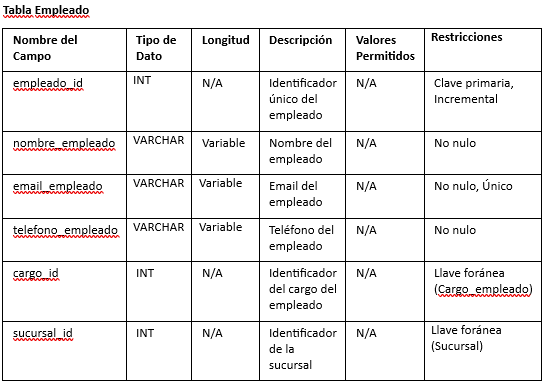 Tabla Empleado
Nombre del Campo | Tipo de Dato | Longitud | Descripción | Valores Permitidos | Restricciones
empleado_id | INT | N/A | Identificador único del empleado | N/A | Clave primaria, Incremental
nombre_empleado | VARCHAR | Variable | Nombre del empleado | N/A | No nulo
email_empleado | VARCHAR | Variable | Email del empleado | N/A | No nulo, Único
telefono_empleado | VARCHAR | Variable | Teléfono del empleado | N/A | No nulo
cargo_id | INT | N/A | Identificador del cargo del empleado | N/A | Llave foránea (Cargo_empleado)
sucursal_id | INT | N/A | Identificador de la sucursal | N/A | Llave foránea (Sucursal)